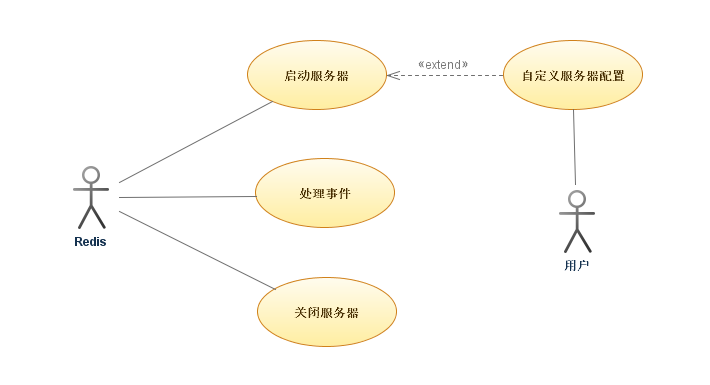 «extend»
启动服务器
自定义服务器配置
处理事件
Redis
用户
关闭服务器